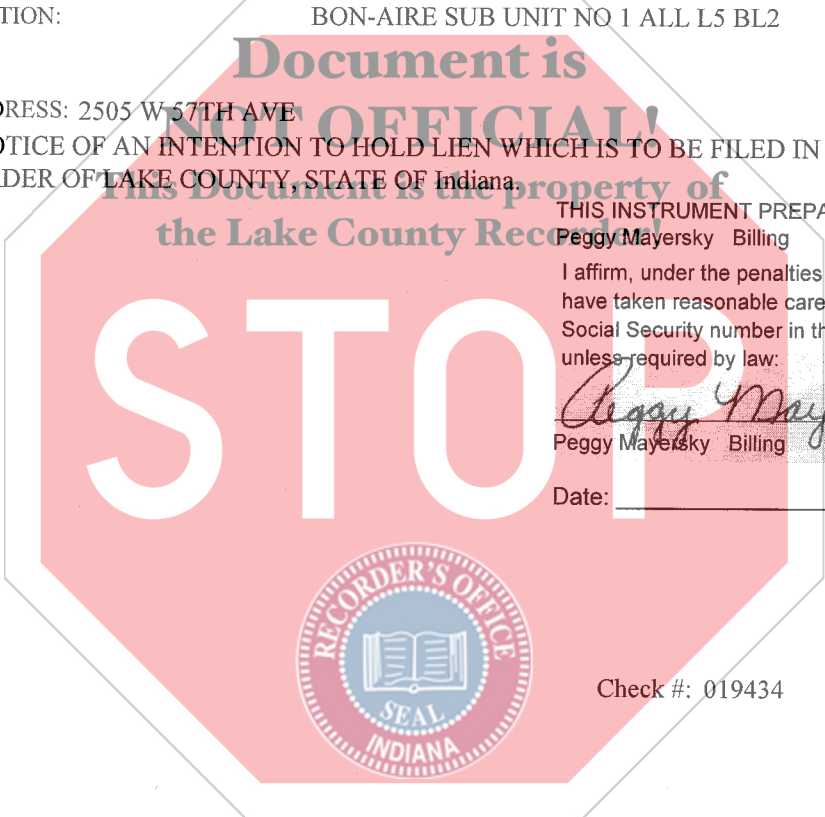 TION: BON-AIRE SUB UNIT NO 1 ALL L5 BL2
Document is
DRESS: 2505 W 57TH AVE
NOT OFFICIAL!
OTICE OF AN INTENTION TO HOLD LIEN WHICH IS TO BE FILED IN
DER OF LAKE COUNTY, STATE OF Indiana.
This Document is the property of
the Lake County Recorder!
THIS INSTRUMENT PREPA
Peggy Mayersky Billing
I affirm, under the penalties
have taken reasonable care
Social Security number in th
unless required by law:
Peggy May
Peggy Mayersky Billing
Date:
STOP
RECORDER'S OFFICE
SEAL
INDIANA
Check #: 019434